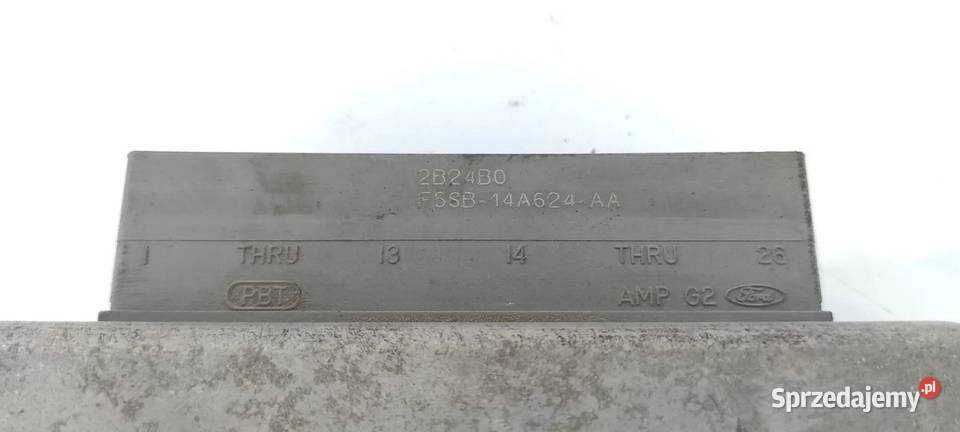 2B24B0
F5SB-14A624-AA
1 THRU 13 14 THRU 26
PBT AMP G2 Ford
Sprzedajemy.pl